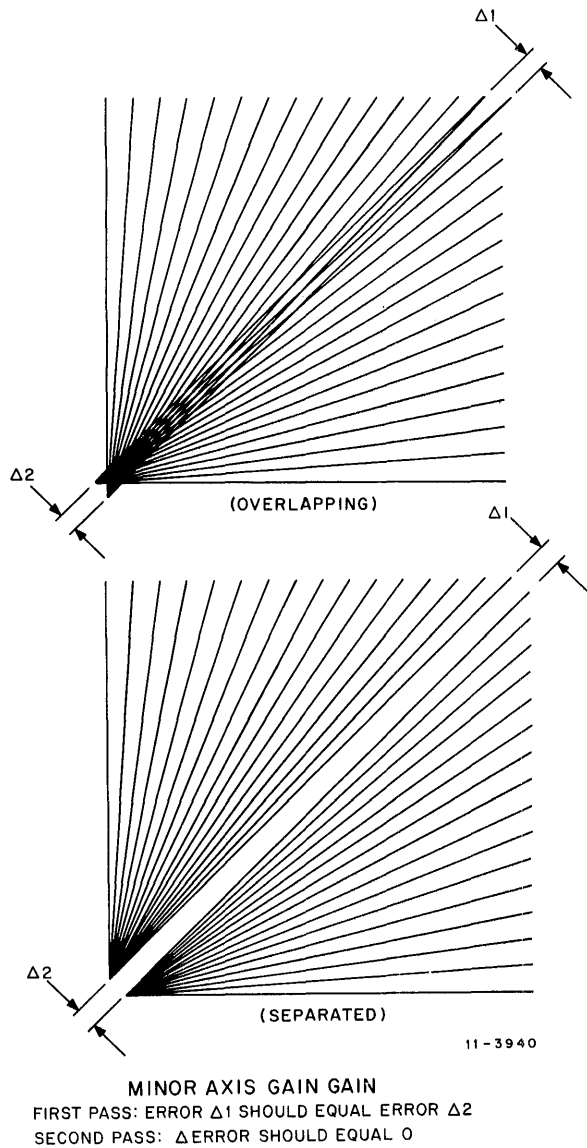 Δ1
Δ2
(OVERLAPPING)
Δ1
Δ2
(SEPARATED)
11-3940
MINOR AXIS GAIN GAIN
FIRST PASS: ERROR Δ1 SHOULD EQUAL ERROR Δ2
SECOND PASS: ΔERROR SHOULD EQUAL 0